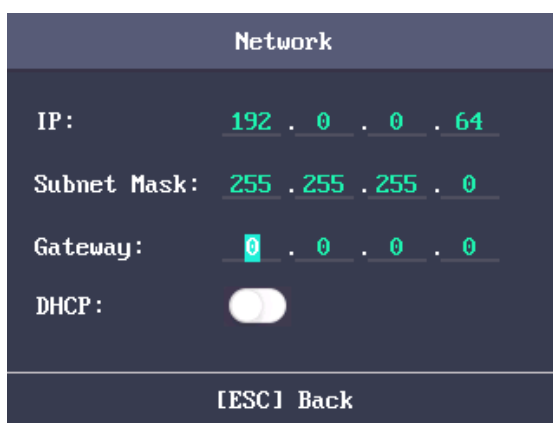 Network
IP: 192 . 0 . 0 . 64
Subnet Mask: 255 . 255 . 255 . 0
Gateway: 0 . 0 . 0 . 0
DHCP:
[ESC] Back